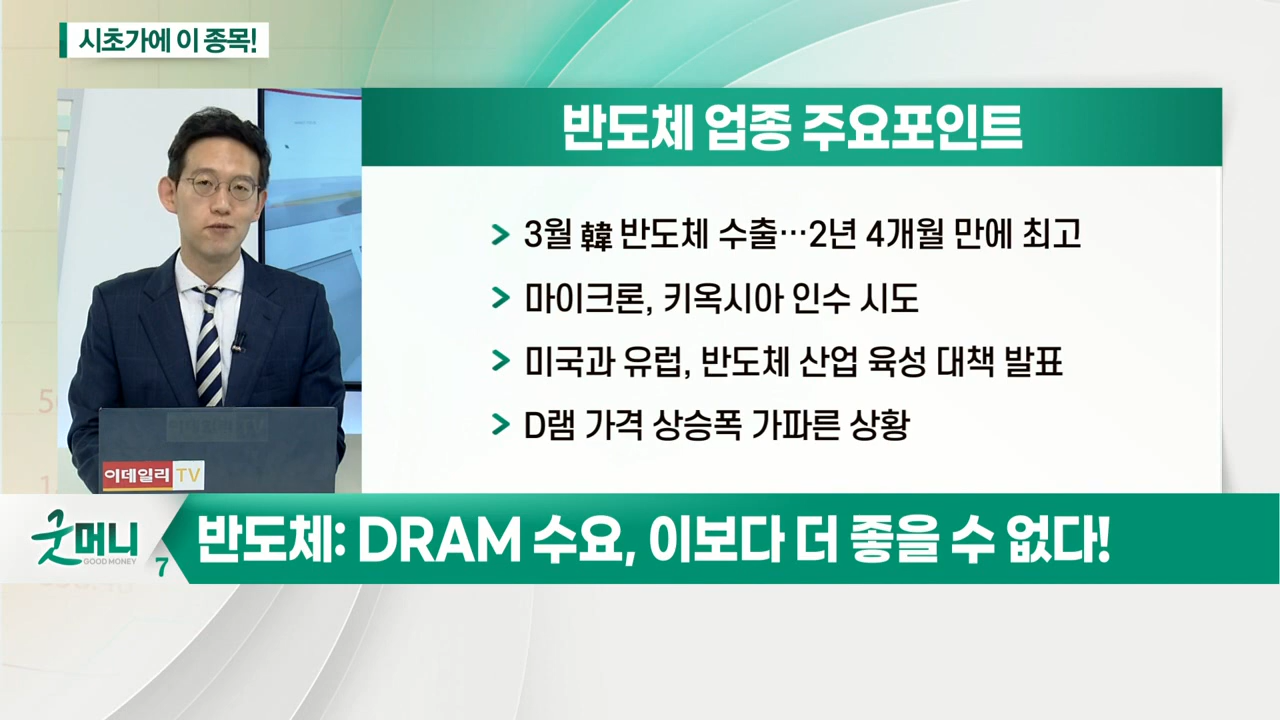 시초가에 이 종목!
반도체 업종 주요포인트
> 3월 韓 반도체 수출…2년 4개월 만에 최고
> 마이크론, 키옥시아 인수 시도
> 미국과 유럽, 반도체 산업 육성 대책 발표
> D램 가격 상승폭 가파른 상황
이데일리 TV
굿머니
GOOD MONEY
7
반도체: DRAM 수요, 이보다 더 좋을 수 없다!